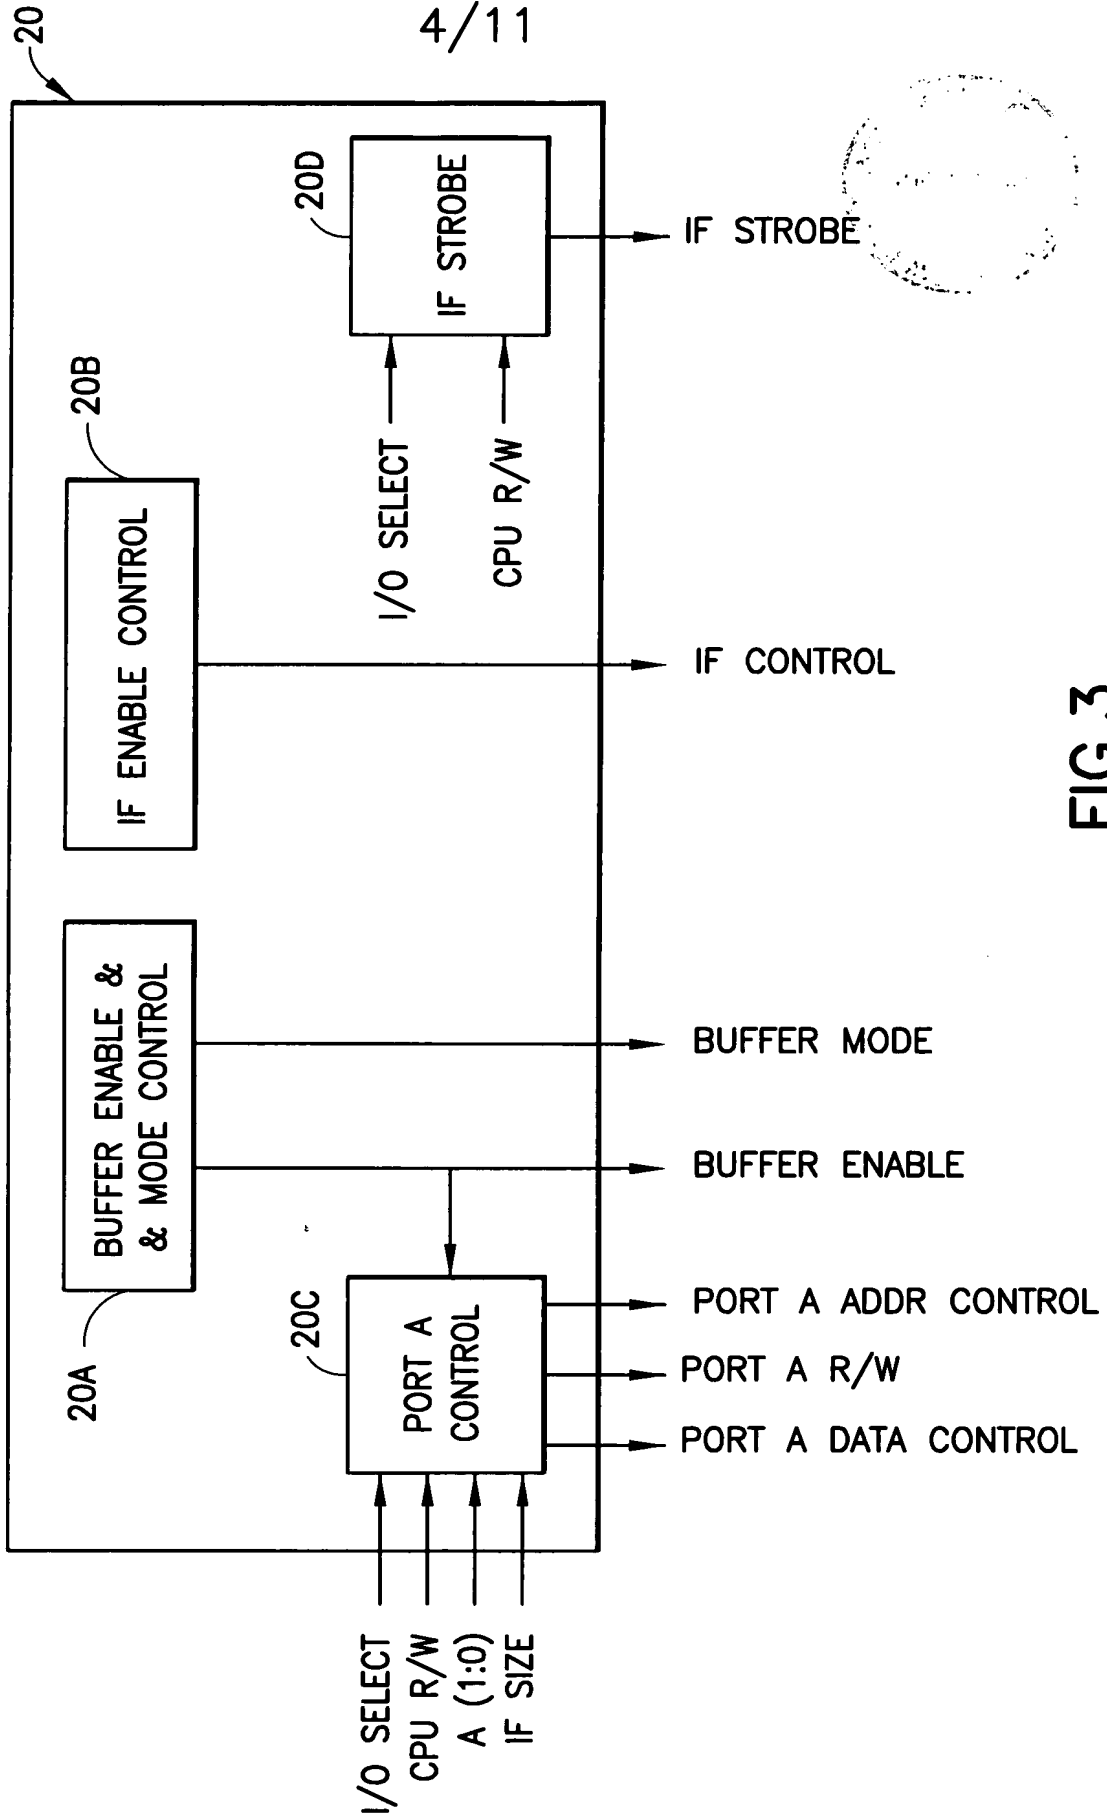 4/11
20
20A
BUFFER ENABLE &
& MODE CONTROL
20B
IF ENABLE CONTROL
20C
PORT A
CONTROL
20D
IF STROBE
I/O SELECT
CPU R/W
I/O SELECT
CPU R/W
A (1:0)
IF SIZE
PORT A DATA CONTROL
PORT A R/W
PORT A ADDR CONTROL
BUFFER ENABLE
BUFFER MODE
IF CONTROL
IF STROBE
FIG.3